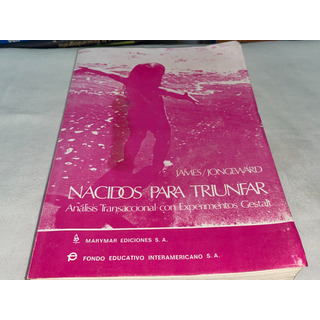 JAMES/JONGEWARD
NACIDOS PARA TRIUNFAR
Análisis Transaccional con Experimentos Gestalt
MARYMAR EDICIONES S.A.
FONDO EDUCATIVO INTERAMERICANO S.A.